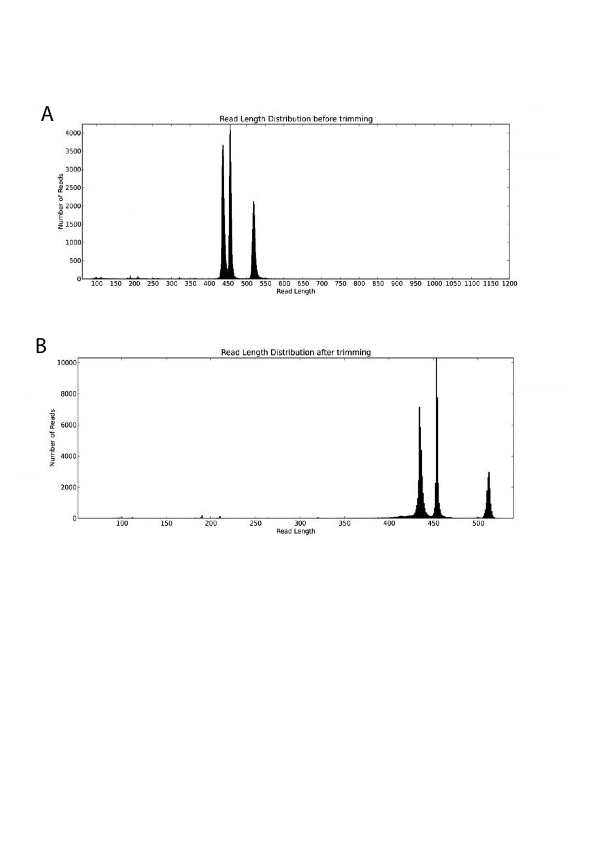 A
Read Length Distribution before trimming
4000
3500
3000
2500
2000
1500
1000
500
0
Number of Reads
100 150 200 250 300 350 400 450 500 550 600 650 700 750 800 850 900 950 1000 1050 1100 1150 1200
Read Length
B
Read Length Distribution after trimming
10000
8000
6000
4000
2000
0
Number of Reads
100 150 200 250 300 350 400 450 500
Read Length